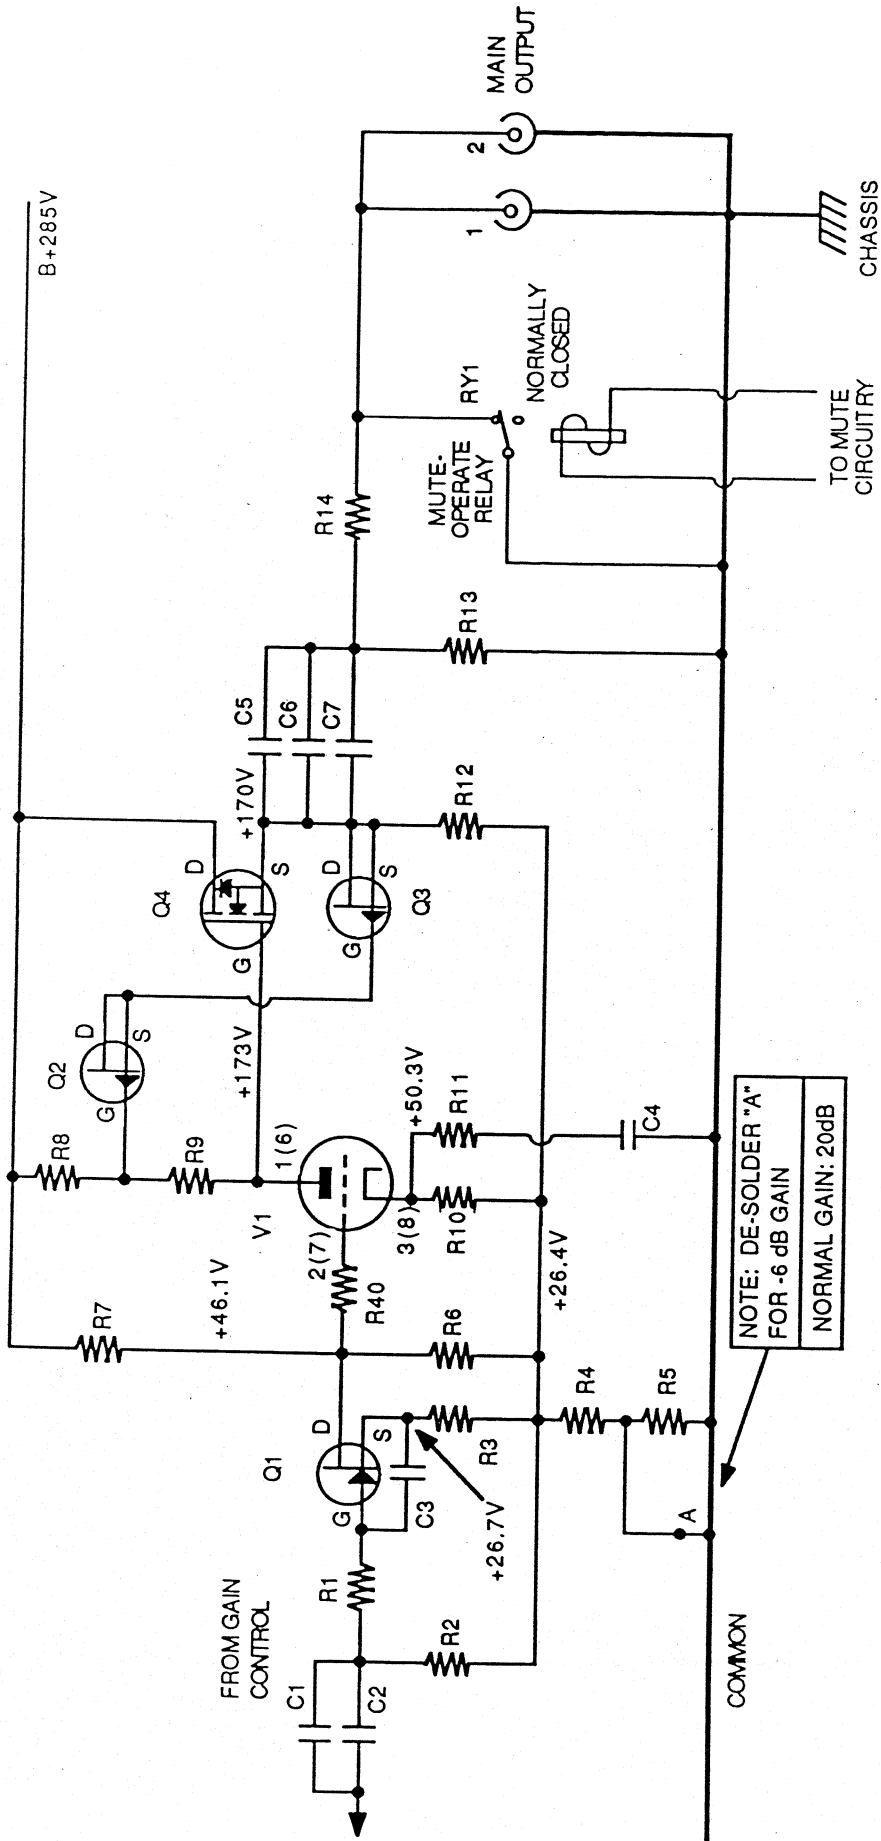 B+285V
R7
R8
R9
Q2
D
S
G
Q4
D
S
G
+170V
+173V
C5
C6
C7
R14
MAIN
OUTPUT
1
2
FROM GAIN
CONTROL
C1
C2
R1
R2
Q1
D
S
G
C3
R3
+26.7V
+46.1V
R40
2(7)
V1
1(6)
3(8)
+50.3V
R6
R10
R11
C4
Q3
D
S
G
R12
R13
MUTE-
OPERATE
RELAY
RY1
NORMALLY
CLOSED
+26.4V
R4
R5
A
COMMON
TO MUTE
CIRCUITRY
CHASSIS
NOTE: DE-SOLDER "A"
FOR -6 dB GAIN
NORMAL GAIN: 20dB